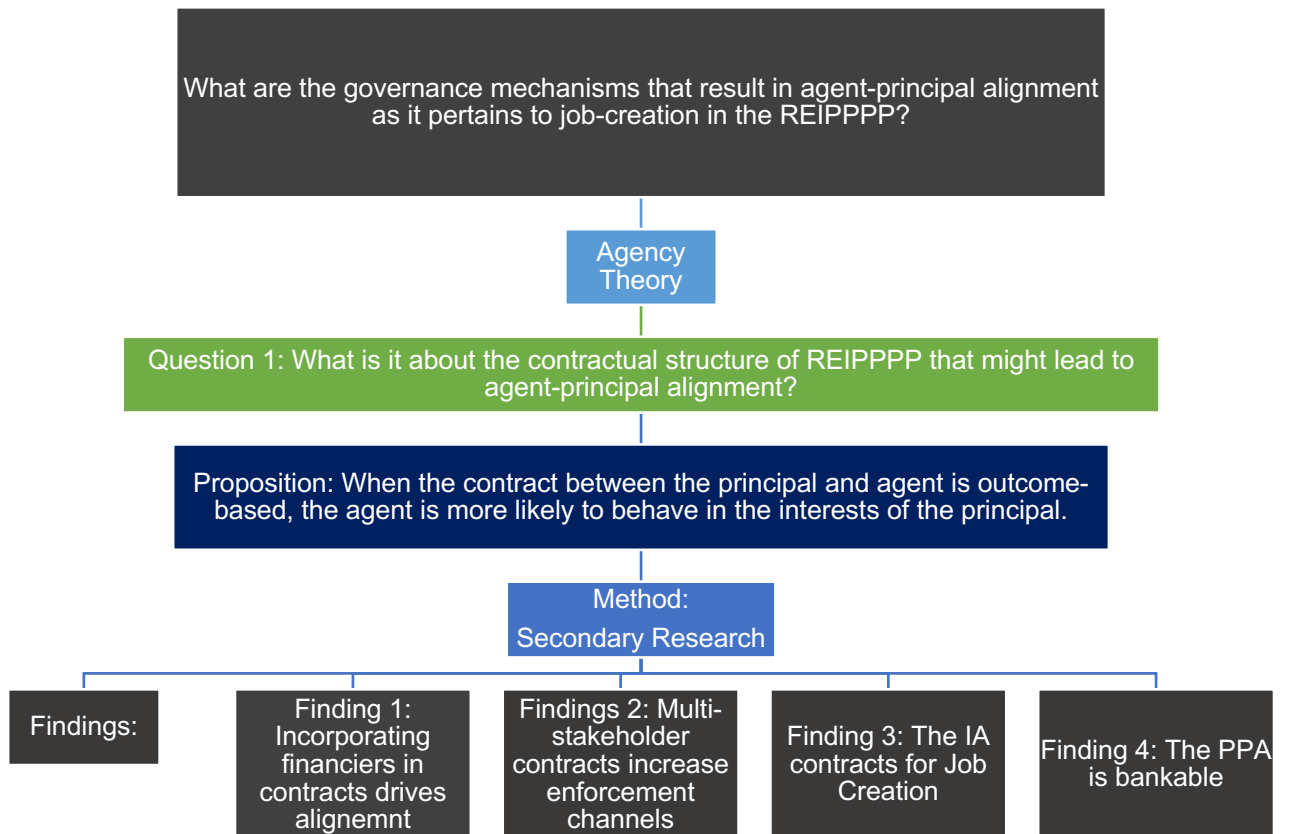 What are the governance mechanisms that result in agent-principal alignment
as it pertains to job-creation in the REIPPPP?
Agency
Theory
Question 1: What is it about the contractual structure of REIPPPP that might lead to
agent-principal alignment?
Proposition: When the contract between the principal and agent is outcome-
based, the agent is more likely to behave in the interests of the principal.
Method:
Secondary Research
Findings:
Finding 1:
Incorporating
financiers in
contracts drives
alignemnt
Findings 2: Multi-
stakeholder
contracts increase
enforcement
channels
Finding 3: The IA
contracts for Job
Creation
Finding 4: The PPA
is bankable